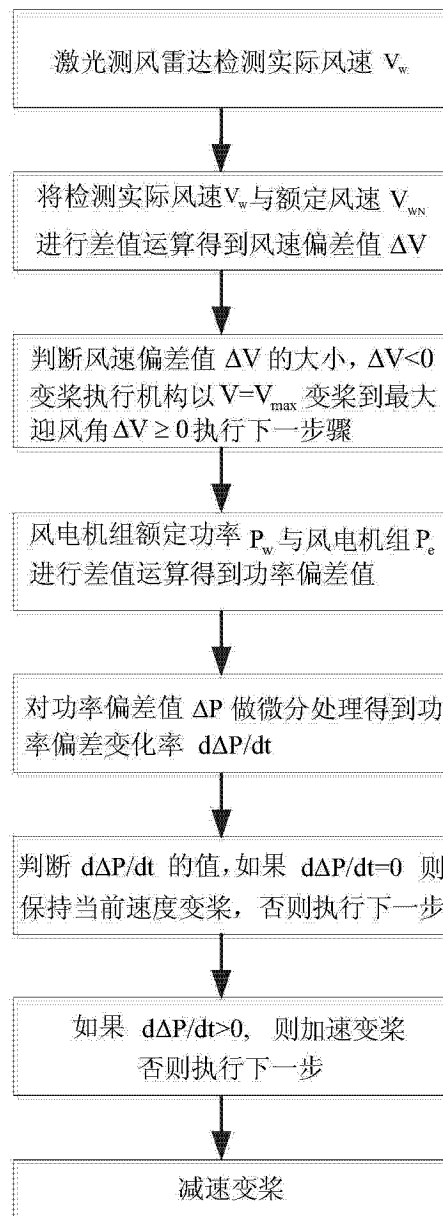 激光测风雷达检测实际风速 Vw
将检测实际风速Vw与额定风速 VWN
进行差值运算得到风速偏差值 ΔV
判断风速偏差值 ΔV 的大小，ΔV<0
变桨执行机构以 V=Vmax 变桨到最大
迎风角ΔV ≥ 0执行下一步骤
风电机组额定功率 Pw 与风电机组 Pe
进行差值运算得到功率偏差值
对功率偏差值 ΔP 做微分处理得到功
率偏差变化率 dΔP/dt
判断 dΔP/dt 的值，如果 dΔP/dt=0 则
保持当前速度变桨，否则执行下一步
如果 dΔP/dt>0, 则加速变桨
否则执行下一步
减速变桨